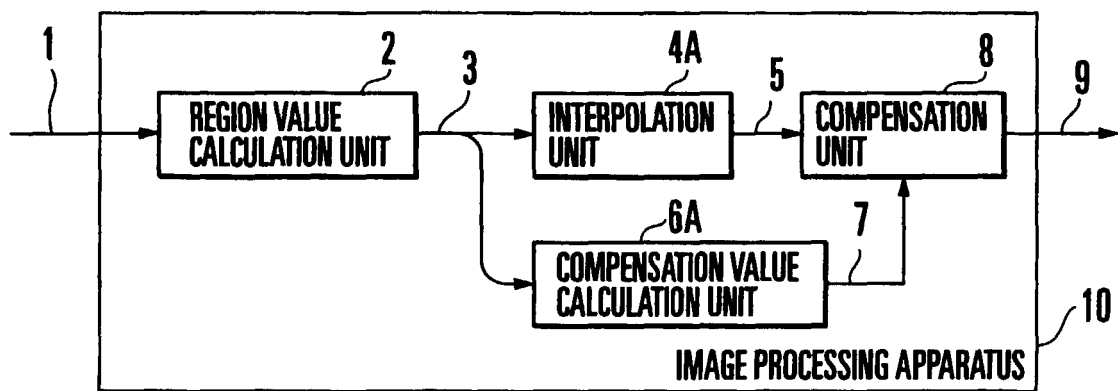 1
2
REGION VALUE
CALCULATION UNIT
3
4A
INTERPOLATION
UNIT
5
8
COMPENSATION
UNIT
9
6A
COMPENSATION VALUE
CALCULATION UNIT
7
10
IMAGE PROCESSING APPARATUS